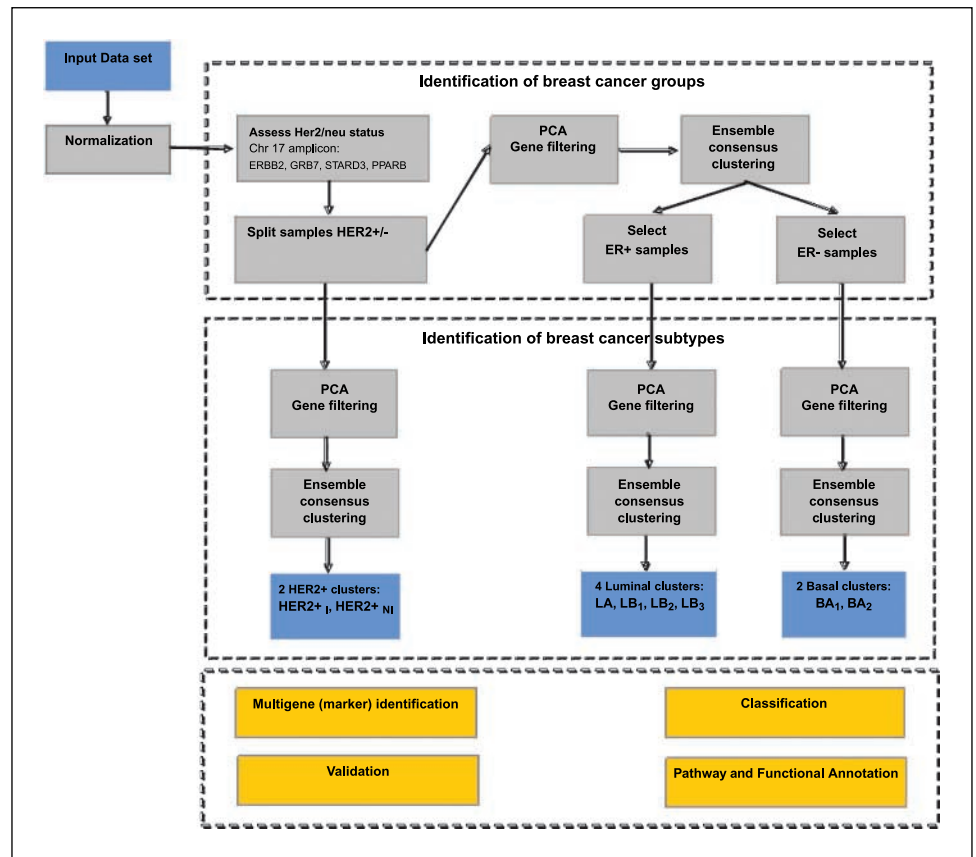 Input Data set
Normalization
Identification of breast cancer groups
Assess Her2/neu status
Chr 17 amplicon:
ERBB2, GRB7, STARD3, PPARB
Split samples HER2+/-
PCA
Gene filtering
Ensemble
consensus
clustering
Select
ER+ samples
Select
ER- samples
Identification of breast cancer subtypes
PCA
Gene filtering
Ensemble
consensus
clustering
2 HER2+ clusters:
HER2+ I, HER2+ NI
PCA
Gene filtering
Ensemble
consensus
clustering
4 Luminal clusters:
LA, LB1, LB2, LB3
PCA
Gene filtering
Ensemble
consensus
clustering
2 Basal clusters:
BA1, BA2
Multigene (marker) identification
Classification
Validation
Pathway and Functional Annotation